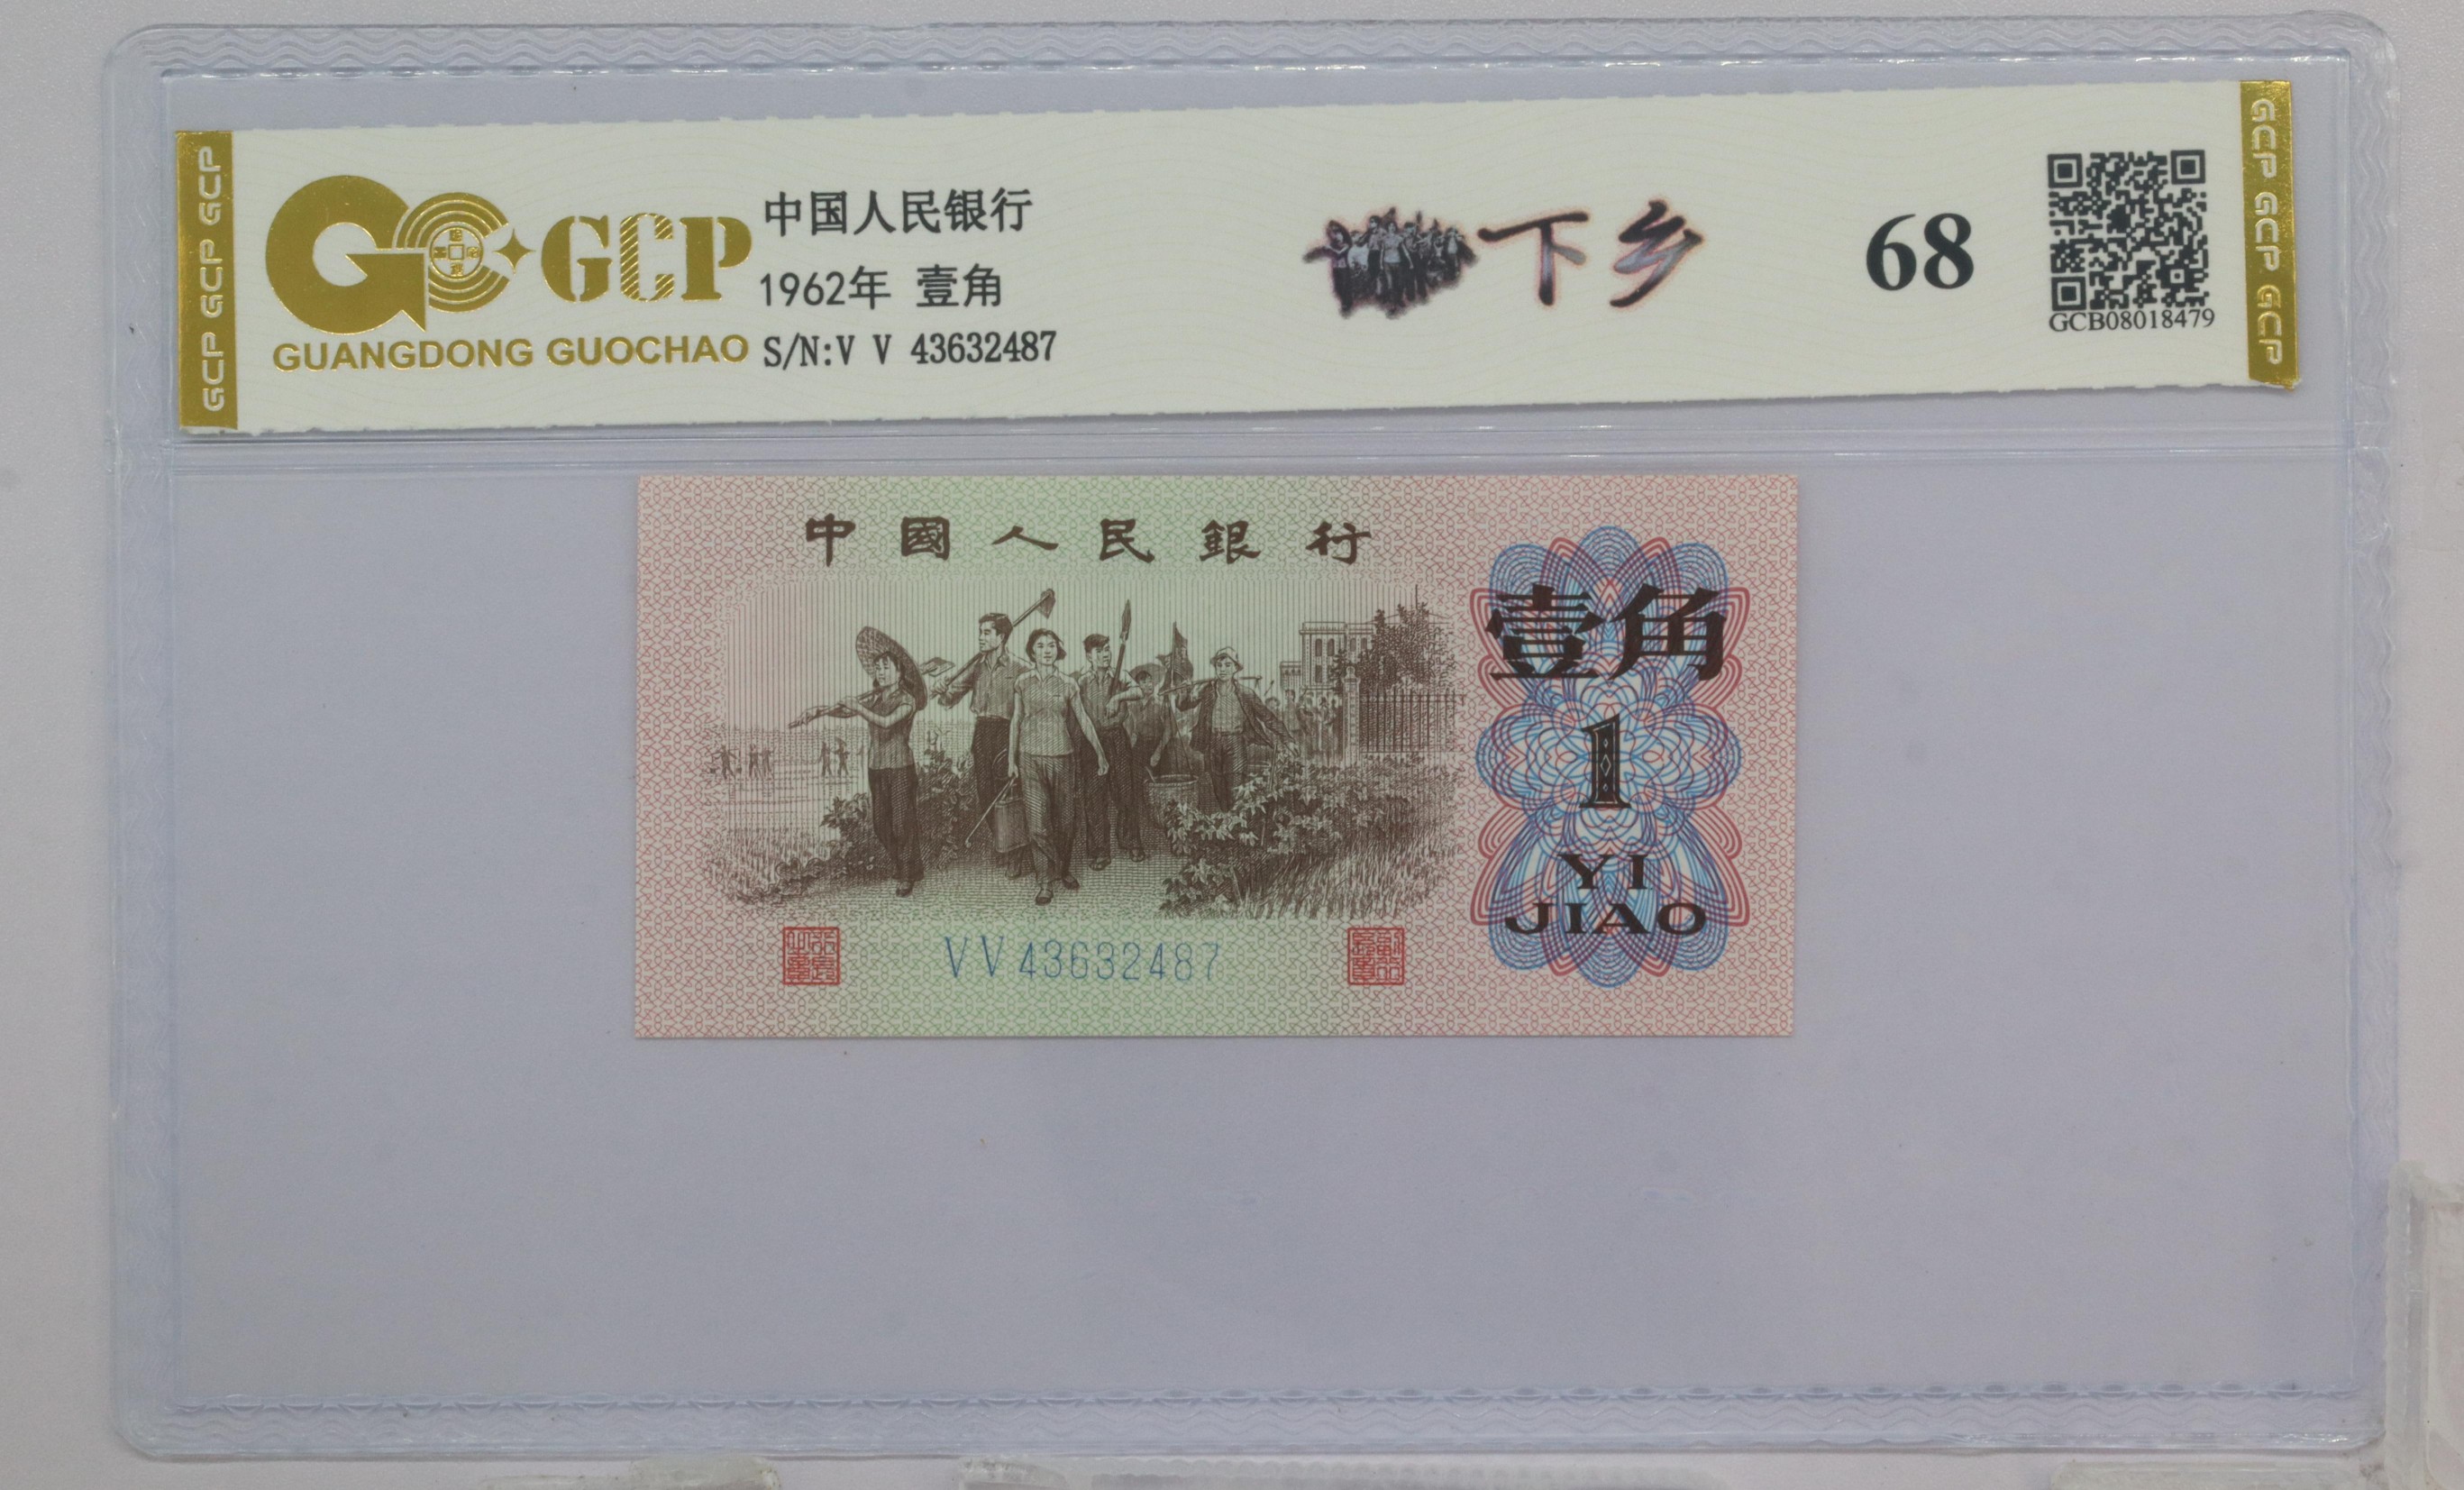 GCP GCP GCP
GCP
GUANGDONG GUOCHAO
中国人民银行
1962年 壹角
S/N:V V 43632487
下乡
68
GCB08018479
GCP GCP GCP
中國人民銀行
壹角
1
YI
JIAO
VV43632487